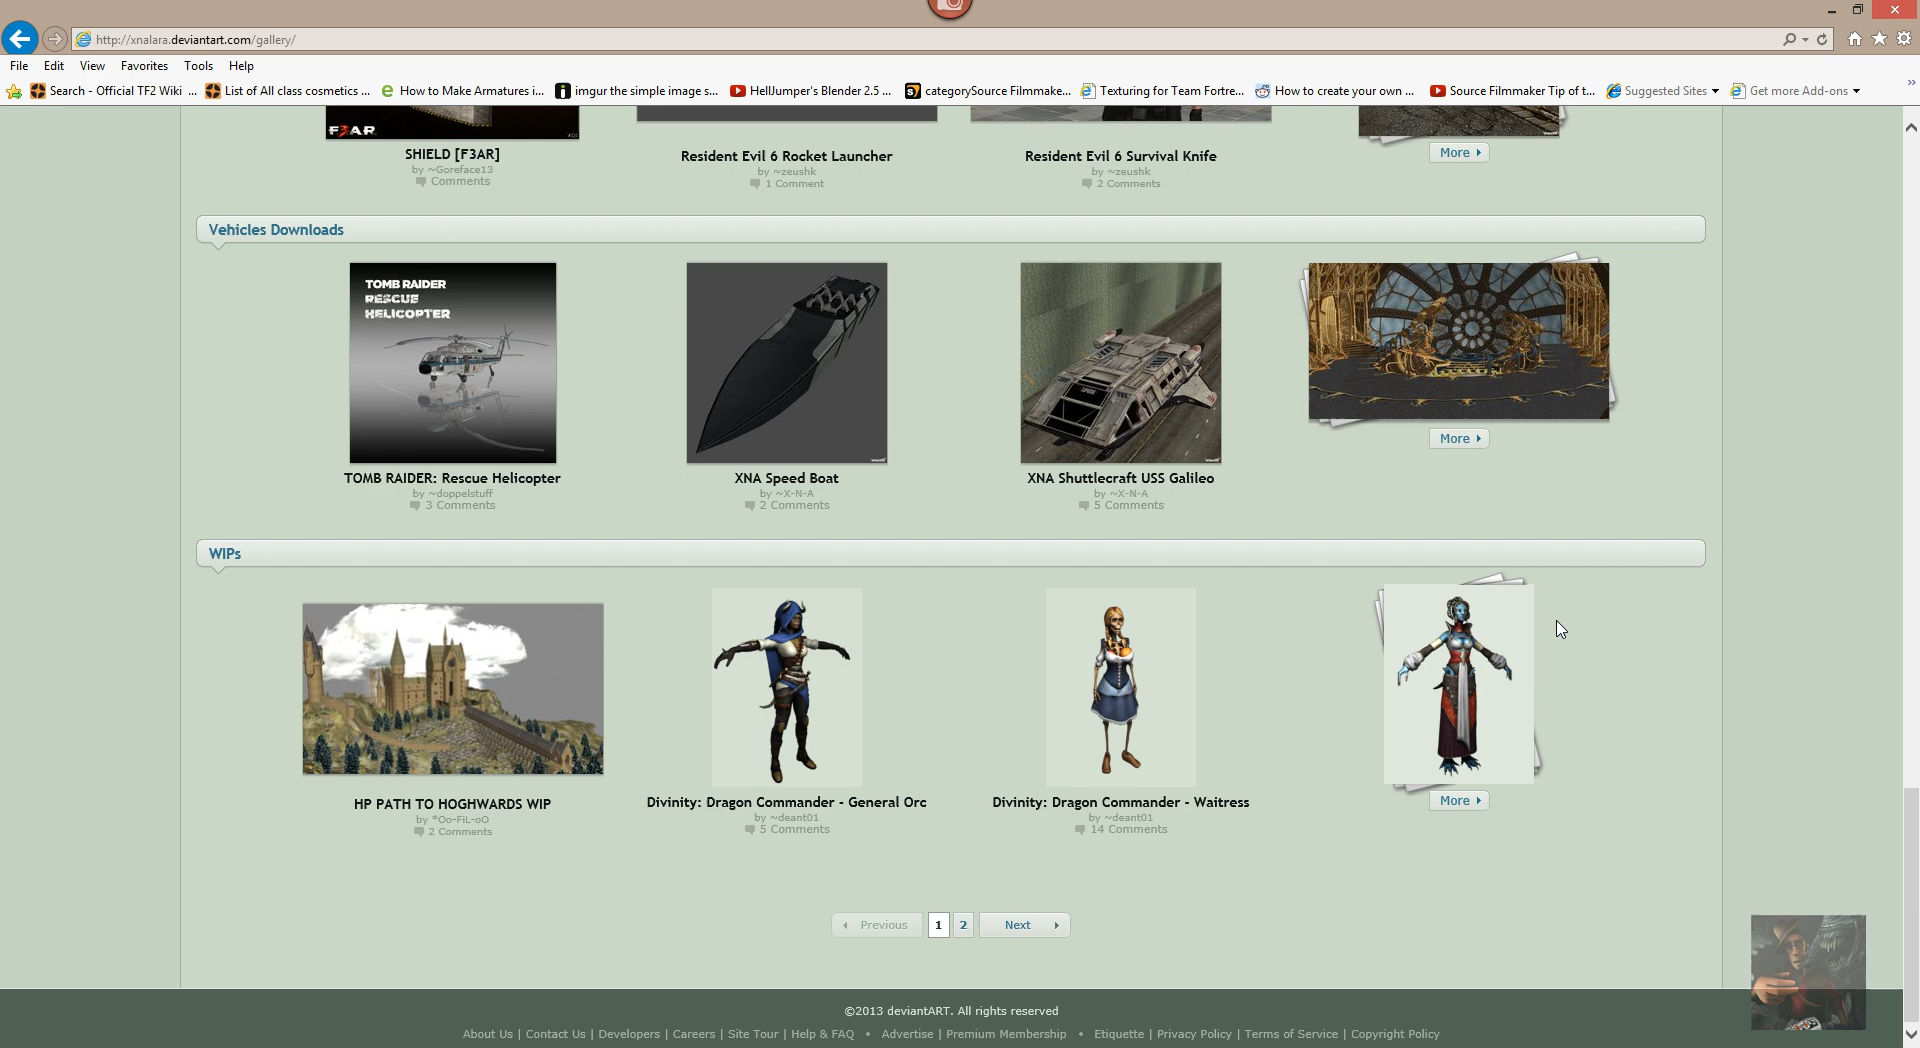 http://xnalara.deviantart.com/gallery/
File Edit View Favorites Tools Help
Search - Official TF2 Wiki ... List of All class cosmetics ... How to Make Armatures i... imgur the simple image s... HellJumper's Blender 2.5 ... categorySource Filmmake... Texturing for Team Fortre... How to create your own ... Source Filmmaker Tip of t... Suggested Sites Get more Add-ons
F3AR
SHIELD [F3AR]
by ~Goreface13
Comments
Resident Evil 6 Rocket Launcher
by ~zeushk
1 Comment
Resident Evil 6 Survival Knife
by ~zeushk
2 Comments
More
Vehicles Downloads
TOMB RAIDER
RESCUE
HELICOPTER
TOMB RAIDER: Rescue Helicopter
by ~doppelstuff
3 Comments
XNA Speed Boat
by ~X-N-A
2 Comments
XNA Shuttlecraft USS Galileo
by ~X-N-A
5 Comments
More
WIPs
HP PATH TO HOGHWARDS WIP
by *Oo-FiL-oO
2 Comments
Divinity: Dragon Commander - General Orc
by ~deant01
5 Comments
Divinity: Dragon Commander - Waitress
by ~deant01
14 Comments
More
Previous 1 2 Next
©2013 deviantART. All rights reserved
About Us | Contact Us | Developers | Careers | Site Tour | Help & FAQ • Advertise | Premium Membership • Etiquette | Privacy Policy | Terms of Service | Copyright Policy